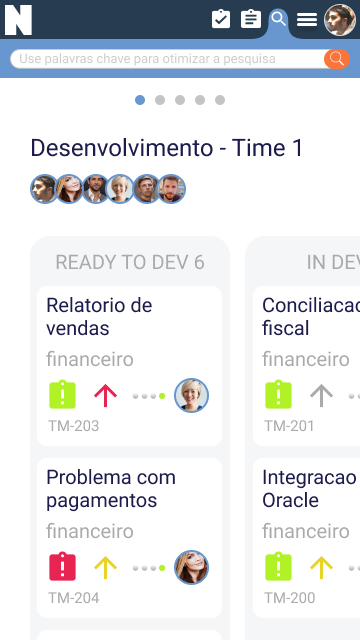 N
Use palavras chave para otimizar a pesquisa
Desenvolvimento - Time 1
READY TO DEV 6
Relatorio de
vendas
financeiro
TM-203
Problema com
pagamentos
financeiro
TM-204
IN DEV
Conciliacao
fiscal
financeiro
TM-201
Integracao
Oracle
financeiro
TM-200